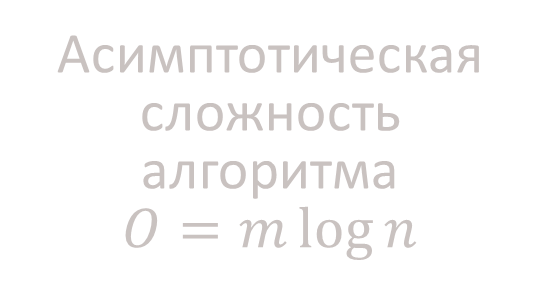 Асимптотическая
сложность
алгоритма
O = m log n